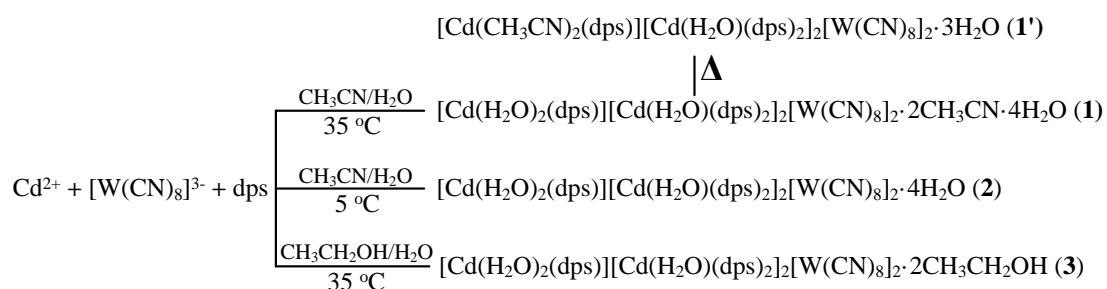 [Cd(CH₃CN)₂(dps)][Cd(H₂O)(dps)₂]₂[W(CN)₈]₂·3H₂O (1')
Δ
CH₃CN/H₂O
35 °C
[Cd(H₂O)₂(dps)][Cd(H₂O)(dps)₂]₂[W(CN)₈]₂·2CH₃CN·4H₂O (1)
Cd²⁺ + [W(CN)₈]³⁻ + dps
CH₃CN/H₂O
5 °C
[Cd(H₂O)₂(dps)][Cd(H₂O)(dps)₂]₂[W(CN)₈]₂·4H₂O (2)
CH₃CH₂OH/H₂O
35 °C
[Cd(H₂O)₂(dps)][Cd(H₂O)(dps)₂]₂[W(CN)₈]₂·2CH₃CH₂OH (3)